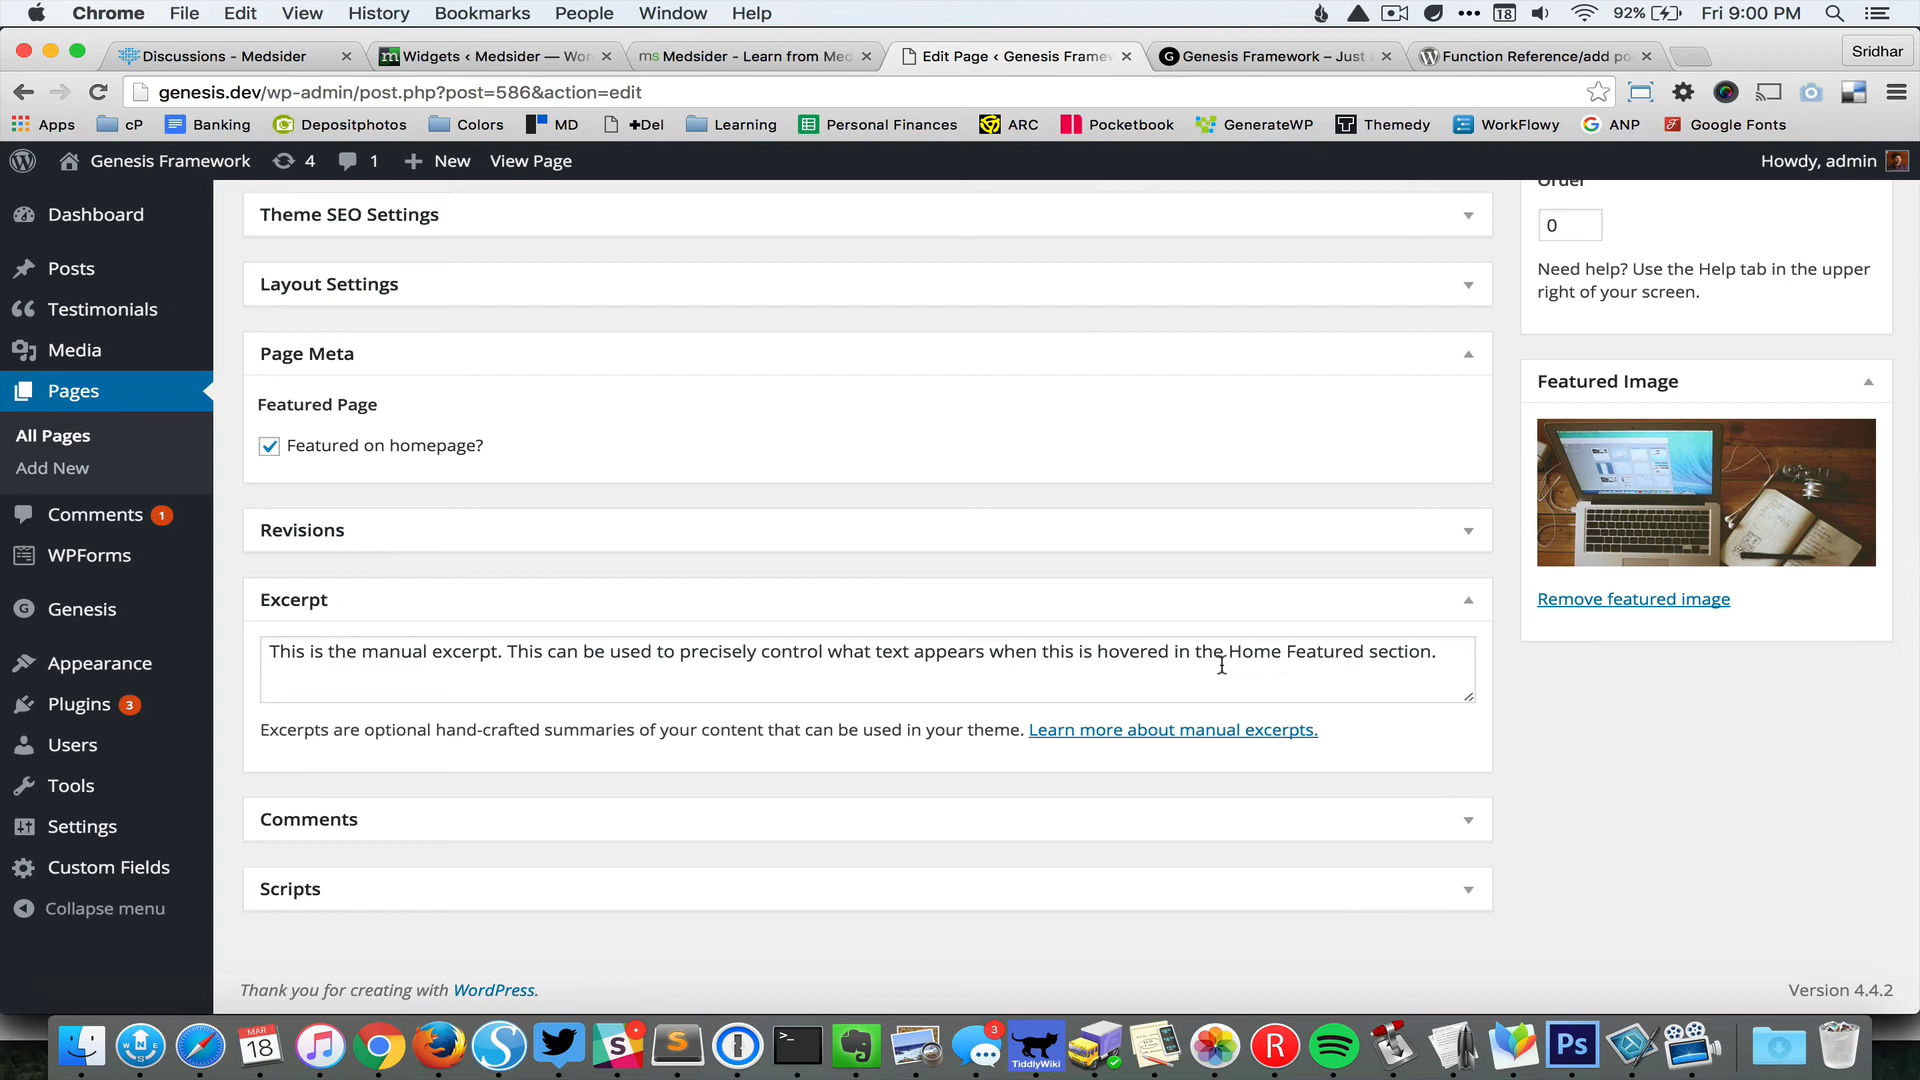 Chrome File Edit View History Bookmarks People Window Help 18 92% Fri 9:00 PM
Discussions - Medsider
Widgets ‹ Medsider — Wor
ms Medsider - Learn from Med
Edit Page ‹ Genesis Framew
G Genesis Framework – Just
Function Reference/add po
Sridhar
genesis.dev/wp-admin/post.php?post=586&action=edit
Apps cP Banking Depositphotos Colors MD +Del Learning Personal Finances ARC Pocketbook GenerateWP Themedy WorkFlowy ANP Google Fonts
Genesis Framework 4 1 New View Page Howdy, admin
Dashboard
Posts
Testimonials
Media
Pages
All Pages
Add New
Comments 1
WPForms
Genesis
Appearance
Plugins 3
Users
Tools
Settings
Custom Fields
Collapse menu
Theme SEO Settings
Layout Settings
Page Meta
Featured Page
Featured on homepage?
Revisions
Excerpt
This is the manual excerpt. This can be used to precisely control what text appears when this is hovered in the Home Featured section.
Excerpts are optional hand-crafted summaries of your content that can be used in your theme. Learn more about manual excerpts.
Comments
Scripts
Order
0
Need help? Use the Help tab in the upper
right of your screen.
Featured Image
Remove featured image
Thank you for creating with WordPress.
Version 4.4.2
MAR
18
3
TiddlyWiki
R
Ps